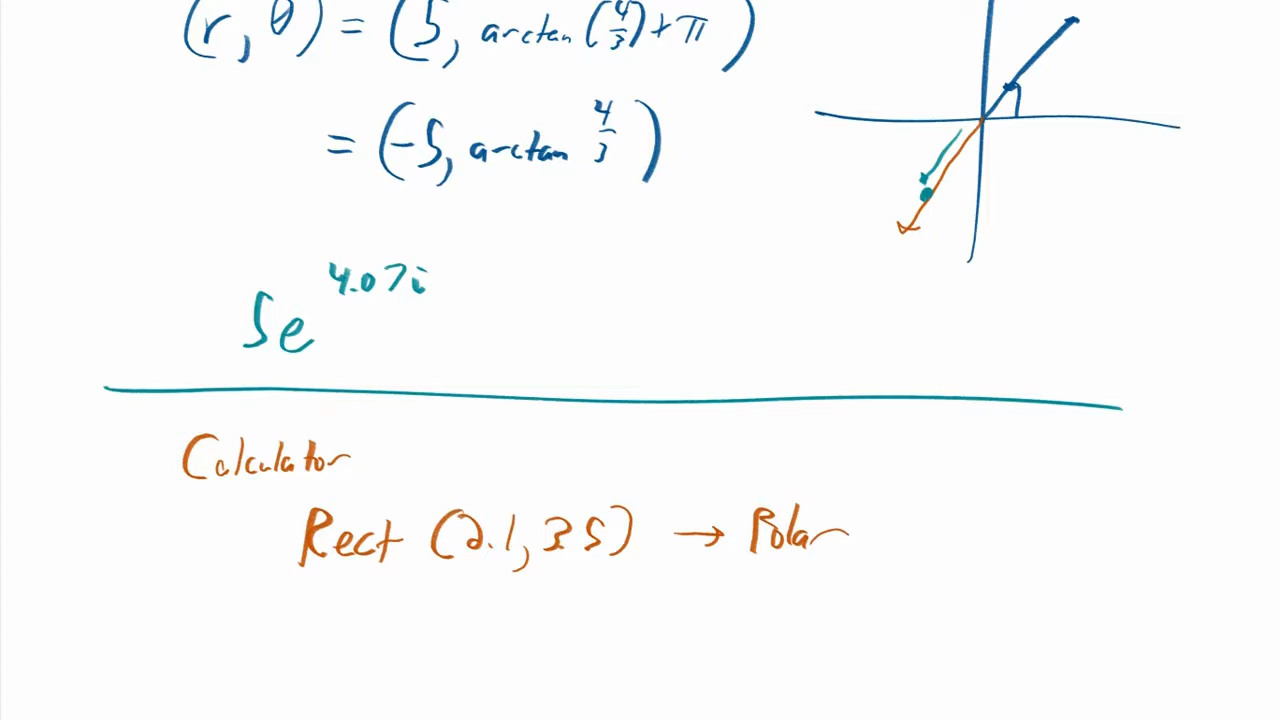 (r, θ) = (5, arctan(4/3) + π)
= (-5, arctan 4/3)
5e^4.07i
Calculator
Rect (2.1, 3.5) → Polar